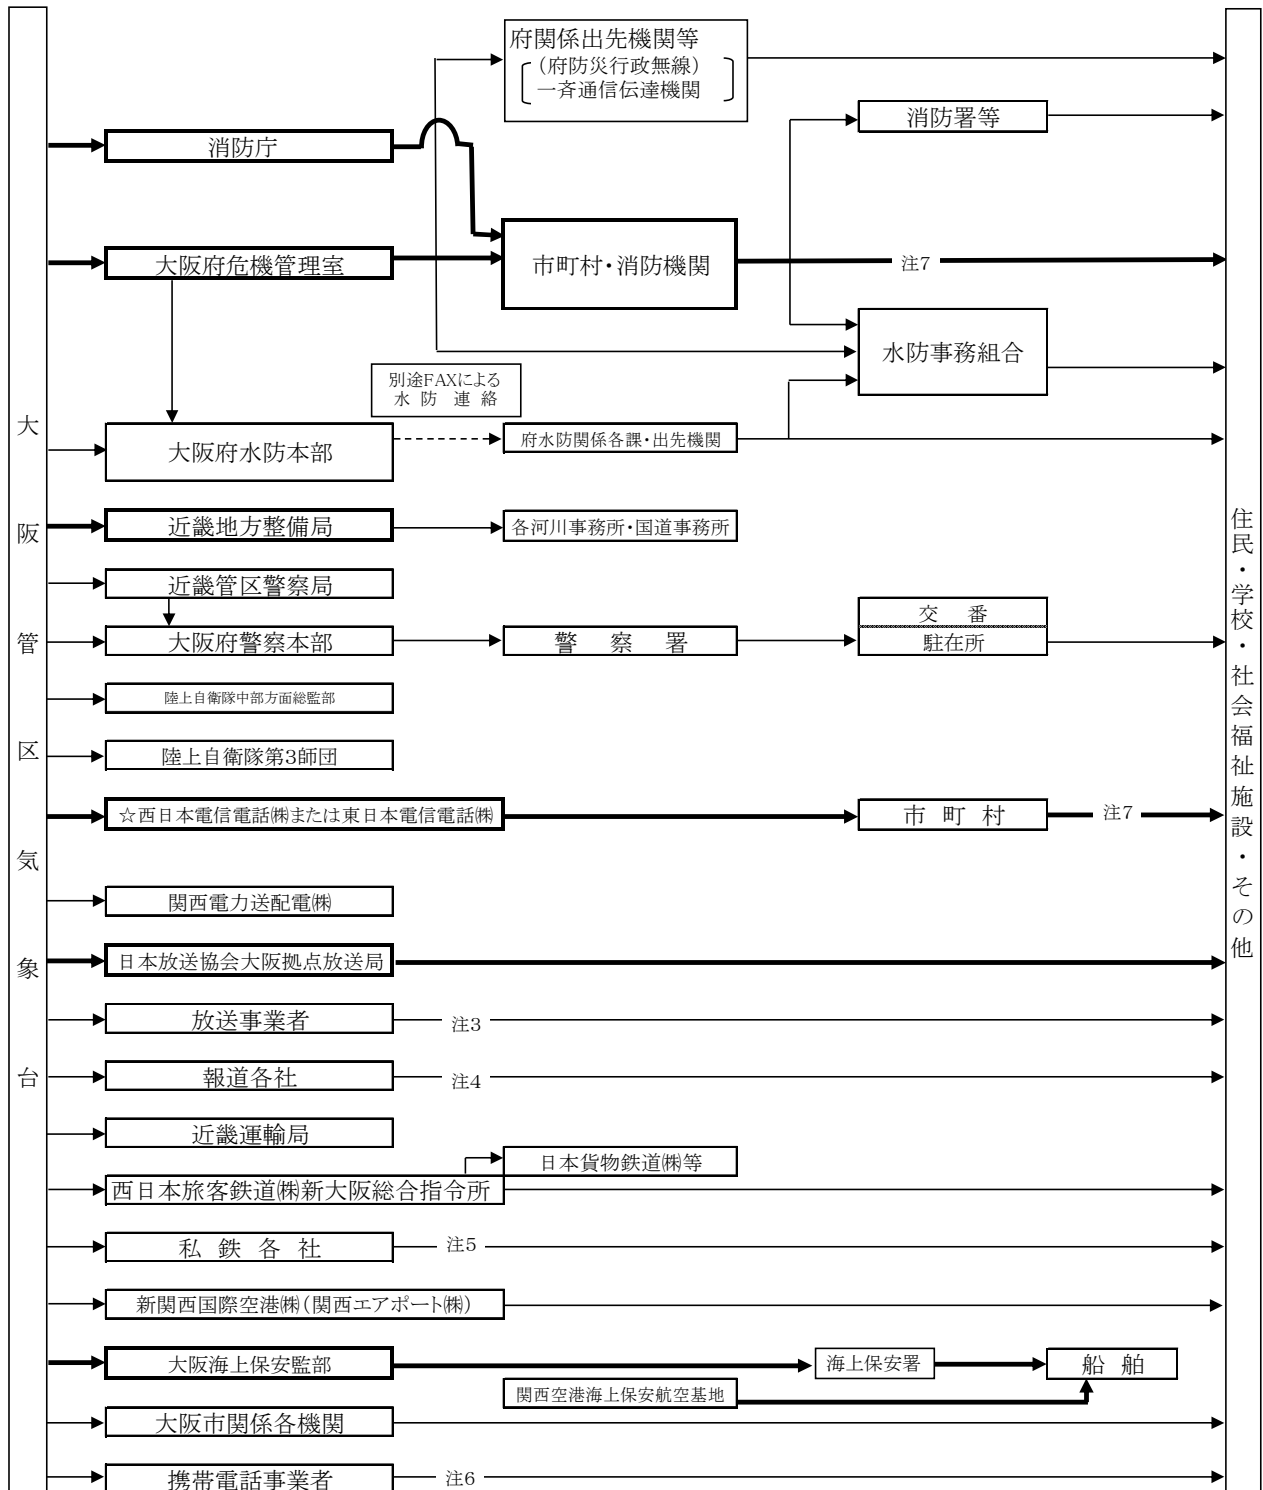 大阪管区気象台
府関係出先機関等
(府防災行政無線)
一斉通信伝達機関
消防署等
消防庁
大阪府危機管理室
市町村・消防機関
注7
水防事務組合
別途FAXによる
水防連絡
大阪府水防本部
府水防関係各課・出先機関
近畿地方整備局
各河川事務所・国道事務所
近畿管区警察局
大阪府警察本部
警察署
交番
駐在所
陸上自衛隊中部方面総監部
陸上自衛隊第3師団
☆西日本電信電話㈱または東日本電信電話㈱
市町村
注7
関西電力送配電㈱
日本放送協会大阪拠点放送局
放送事業者
注3
報道各社
注4
近畿運輸局
日本貨物鉄道㈱等
西日本旅客鉄道㈱新大阪総合指令所
私鉄各社
注5
新関西国際空港㈱(関西エアポート㈱)
大阪海上保安監部
海上保安署
船舶
関西空港海上保安航空基地
大阪市関係各機関
携帯電話事業者
注6
住民・学校・社会福祉施設・その他